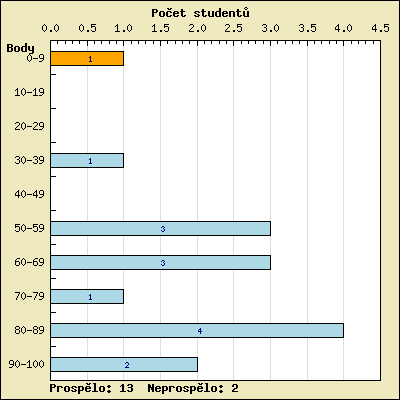 Počet studentů
0.0 0.5 1.0 1.5 2.0 2.5 3.0 3.5 4.0 4.5
Body
0-9 1
10-19
20-29
30-39 1
40-49
50-59 3
60-69 3
70-79 1
80-89 4
90-100 2
Prospělo: 13 Neprospělo: 2